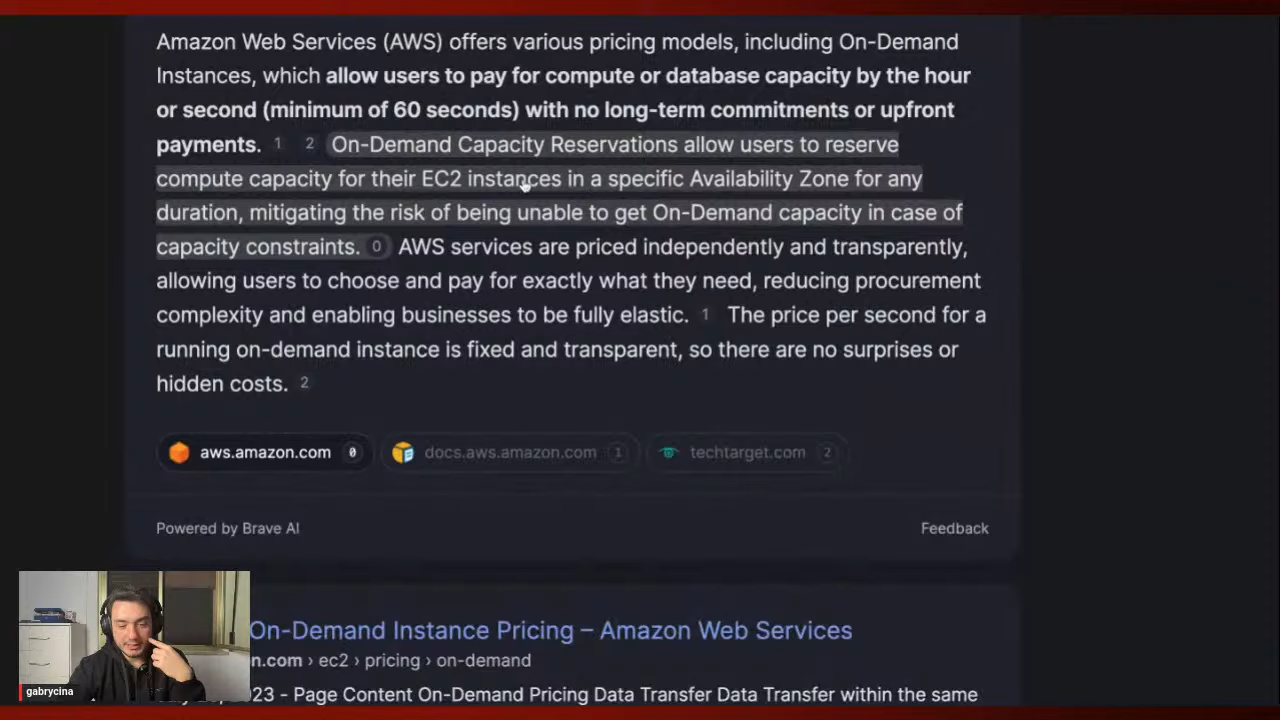 Amazon Web Services (AWS) offers various pricing models, including On-Demand
Instances, which allow users to pay for compute or database capacity by the hour
or second (minimum of 60 seconds) with no long-term commitments or upfront
payments. 1 2 On-Demand Capacity Reservations allow users to reserve
compute capacity for their EC2 instances in a specific Availability Zone for any
duration, mitigating the risk of being unable to get On-Demand capacity in case of
capacity constraints. 0 AWS services are priced independently and transparently,
allowing users to choose and pay for exactly what they need, reducing procurement
complexity and enabling businesses to be fully elastic. 1 The price per second for a
running on-demand instance is fixed and transparent, so there are no surprises or
hidden costs. 2
aws.amazon.com 0 docs.aws.amazon.com 1 techtarget.com 2
Powered by Brave AI Feedback
On-Demand Instance Pricing – Amazon Web Services
n.com › ec2 › pricing › on-demand
2023 - Page Content On-Demand Pricing Data Transfer Data Transfer within the same
gabrycina